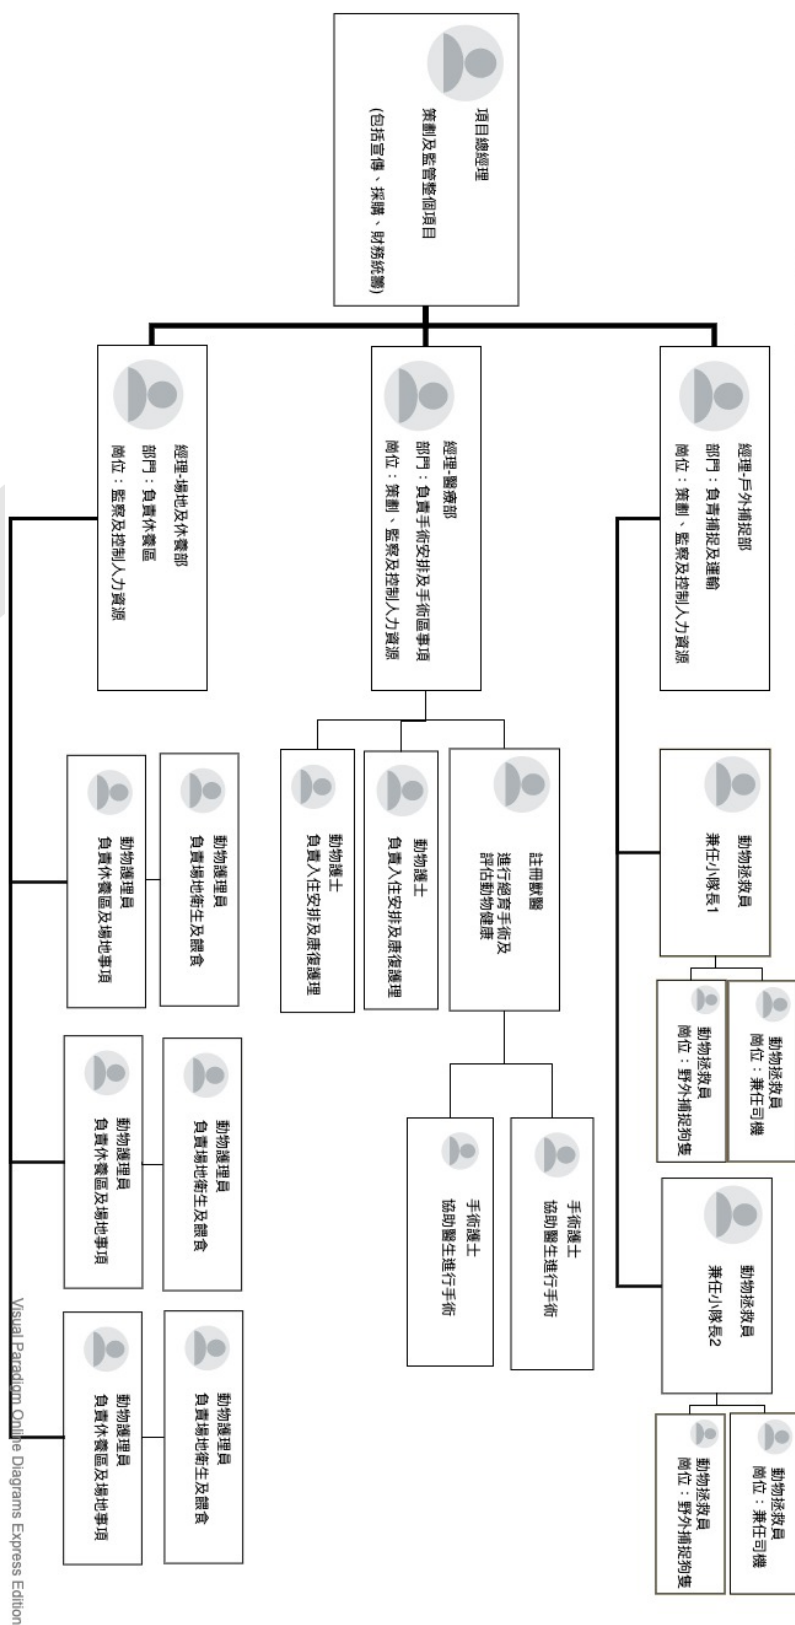 項目總經理
策劃及監管整個項目
(包括宣傳、採購、財務統籌)
經理-戶外捕捉部
部門：負責捕捉及運輸
崗位：策劃、監察及控制人力資源
經理-醫療部
部門：負責手術安排及手術區事項
崗位：策劃、監察及控制人力資源
經理-場地及休養部
部門：負責休養區
崗位：監察及控制人力資源
動物拯救員
兼任小隊長1
動物拯救員
崗位：兼任司機
動物拯救員
崗位：野外捕捉狗隻
動物拯救員
兼任小隊長2
動物拯救員
崗位：兼任司機
動物拯救員
崗位：野外捕捉狗隻
註冊獸醫
進行絕育手術及
評估動物健康
動物護士
負責入住安排及康復護理
動物護士
負責入住安排及康復護理
手術護士
協助醫生進行手術
手術護士
協助醫生進行手術
動物護理員
負責場地衛生及餵食
動物護理員
負責休養區及場地事項
動物護理員
負責場地衛生及餵食
動物護理員
負責休養區及場地事項
動物護理員
負責場地衛生及餵食
動物護理員
負責休養區及場地事項
Visual Paradigm Online Diagrams Express Edition